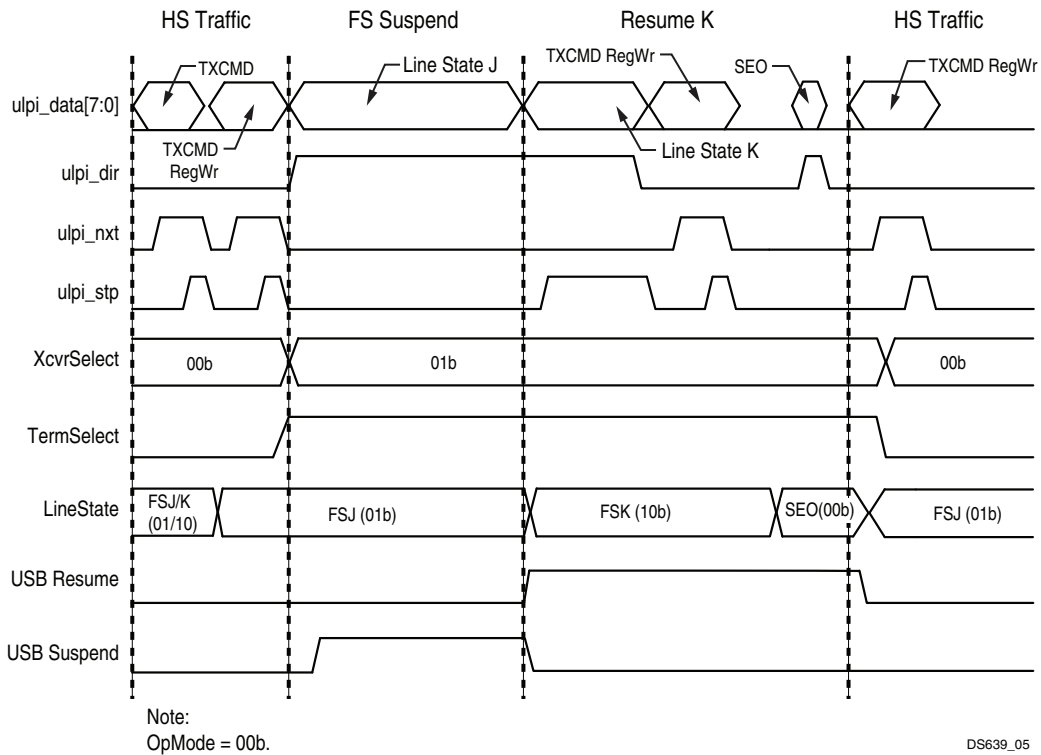 HS Traffic
FS Suspend
Resume K
HS Traffic
TXCMD
Line State J
TXCMD RegWr
SEO
TXCMD RegWr
ulpi_data[7:0]
TXCMD
RegWr
Line State K
ulpi_dir
ulpi_nxt
ulpi_stp
XcvrSelect
00b
01b
00b
TermSelect
LineState
FSJ/K
(01/10)
FSJ (01b)
FSK (10b)
SEO(00b)
FSJ (01b)
USB Resume
USB Suspend
Note:
OpMode = 00b.
DS639_05